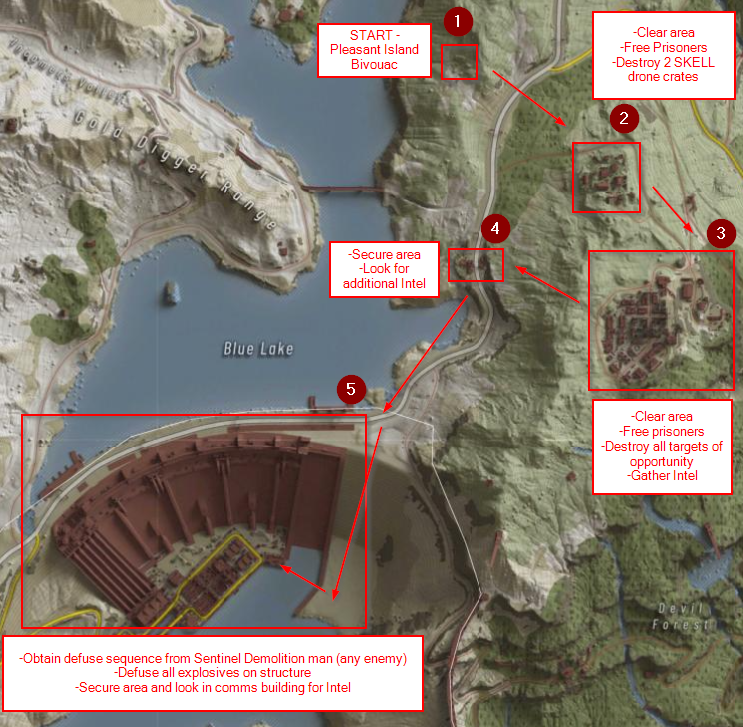 1
START -
Pleasant Island
Bivouac
-Clear area
-Free Prisoners
-Destroy 2 SKELL
drone crates
2
Gold Digger Range
3
4
-Secure area
-Look for
additional Intel
Blue Lake
5
-Clear area
-Free prisoners
-Destroy all targets of
opportunity
-Gather Intel
Devil
Forest
-Obtain defuse sequence from Sentinel Demolition man (any enemy)
-Defuse all explosives on structure
-Secure area and look in comms building for Intel